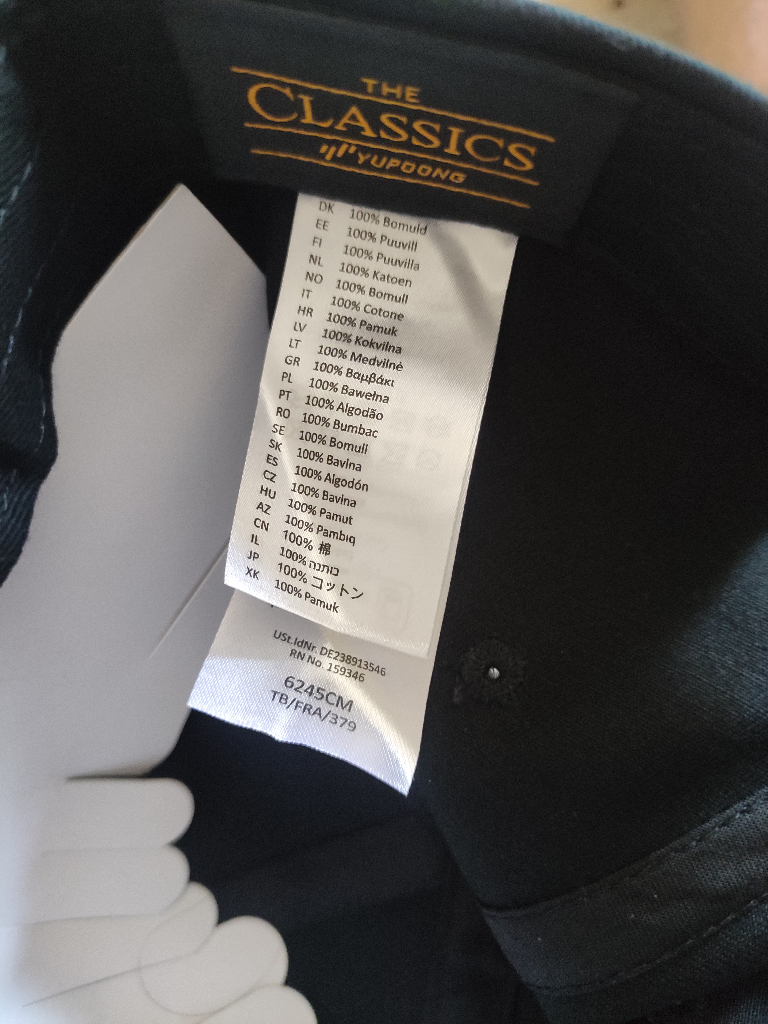 THE
CLASSICS
YUPOONG
DK 100% Bomuld
EE 100% Puuvill
FI 100% Puuvilla
NL 100% Katoen
NO 100% Bomull
IT 100% Cotone
HR 100% Pamuk
LV 100% Kokvilna
LT 100% Medvilnė
GR 100% Βαμβάκι
PL 100% Bawełna
PT 100% Algodão
RO 100% Bumbac
SE 100% Bomull
SK 100% Bavlna
ES 100% Algodón
CZ 100% Bavlna
HU 100% Pamut
AZ 100% Pambıq
CN 100% 棉
IL 100% כותנה
JP 100% コットン
XK 100% Pamuk
USt.IdNr. DE238913546
RN No. 159346
6245CM
TB/FRA/379